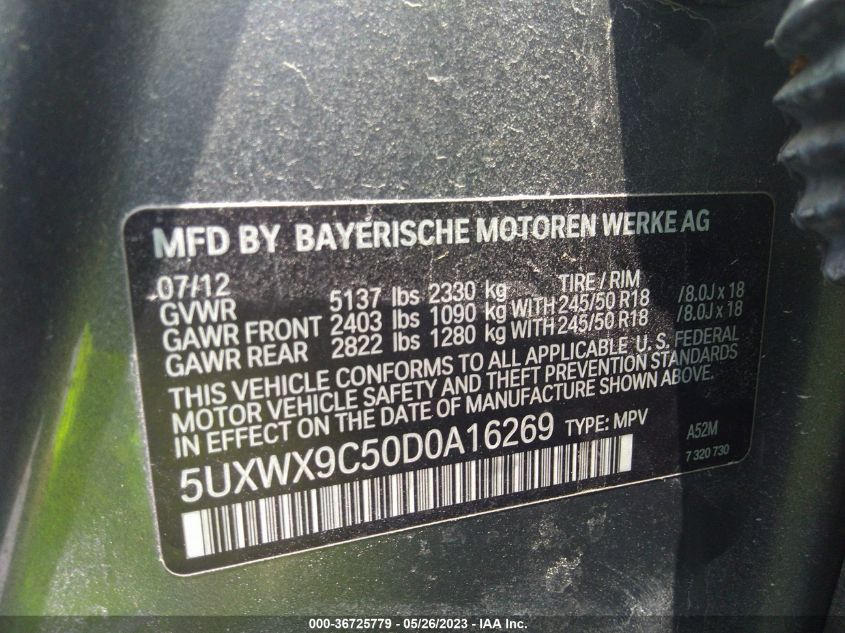 MFD BY BAYERISCHE MOTOREN WERKE AG
07/12 TIRE / RIM
GVWR 5137 lbs 2330 kg
GAWR FRONT 2403 lbs 1090 kg WITH 245/50 R18 /8.0J x 18
GAWR REAR 2822 lbs 1280 kg WITH 245/50 R18 /8.0J x 18
THIS VEHICLE CONFORMS TO ALL APPLICABLE U. S. FEDERAL
MOTOR VEHICLE SAFETY AND THEFT PREVENTION STANDARDS
IN EFFECT ON THE DATE OF MANUFACTURE SHOWN ABOVE.
5UXWX9C50D0A16269 TYPE: MPV A52M
7 320 730
000-36725779 - 05/26/2023 - IAA Inc.